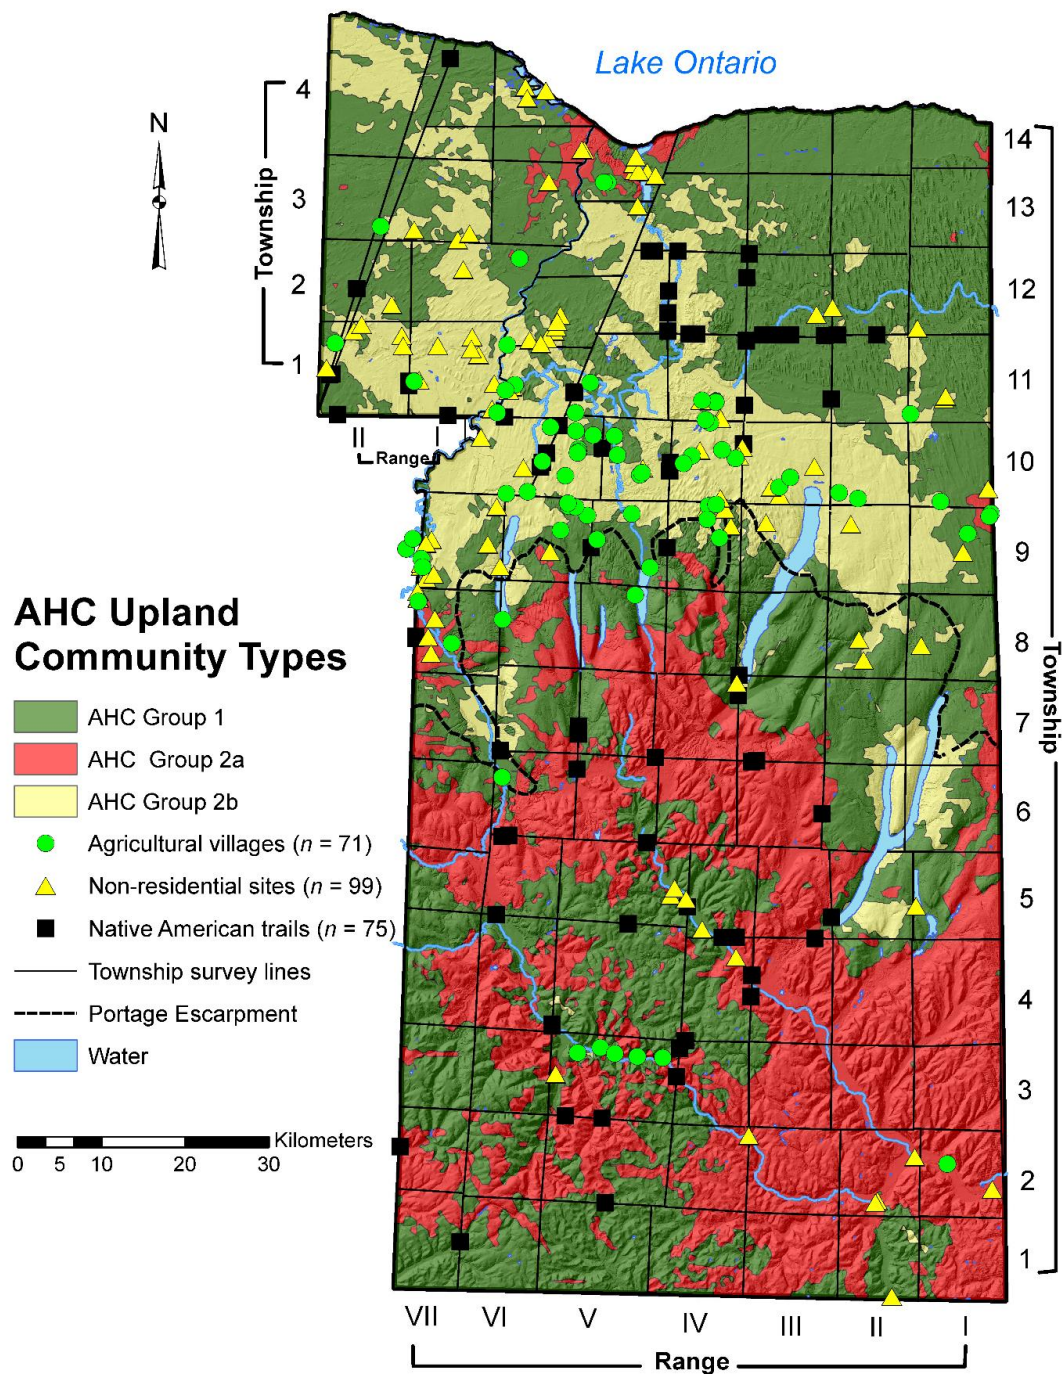 Lake Ontario
N
Township
4
3
2
1
II
I
Range
14
13
12
11
10
9
8
7
6
5
4
3
2
1
Township
AHC Upland
Community Types
AHC Group 1
AHC Group 2a
AHC Group 2b
Agricultural villages (n = 71)
Non-residential sites (n = 99)
Native American trails (n = 75)
Township survey lines
Portage Escarpment
Water
Kilometers
0 5 10 20 30
VII VI V IV III II I
Range